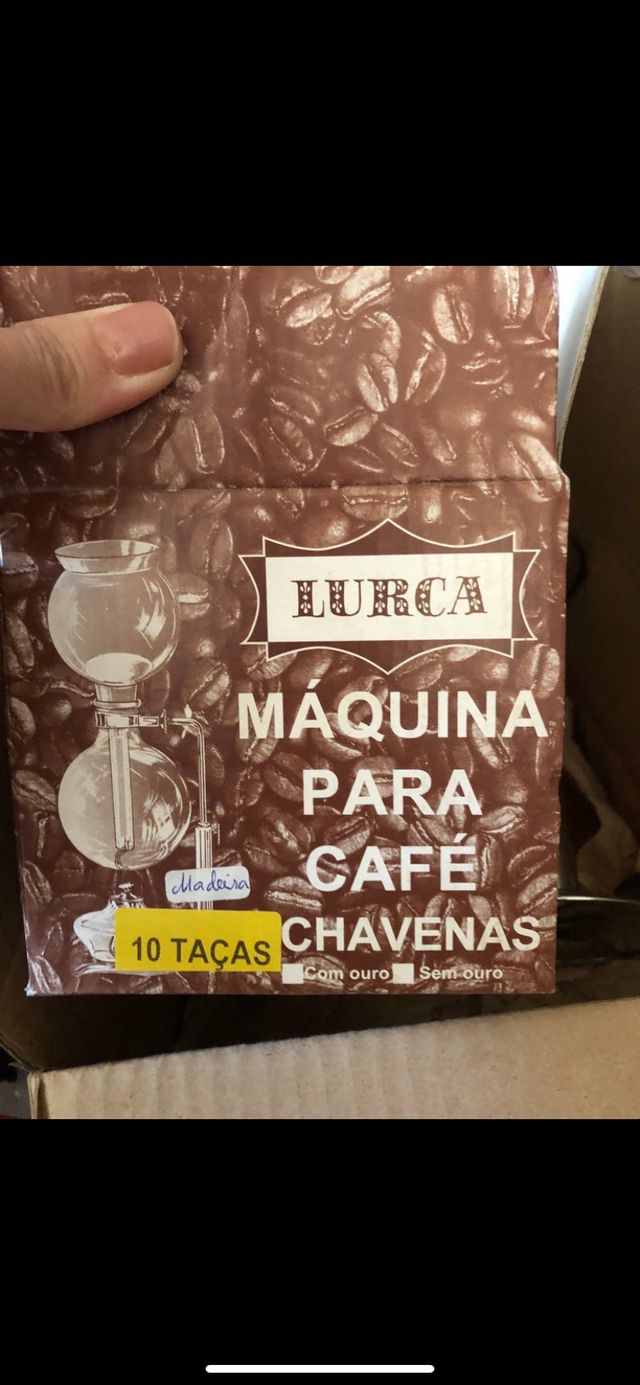 LURCA
MÁQUINA
PARA
CAFÉ
Madeira
10 TAÇAS CHAVENAS
Com ouro Sem ouro